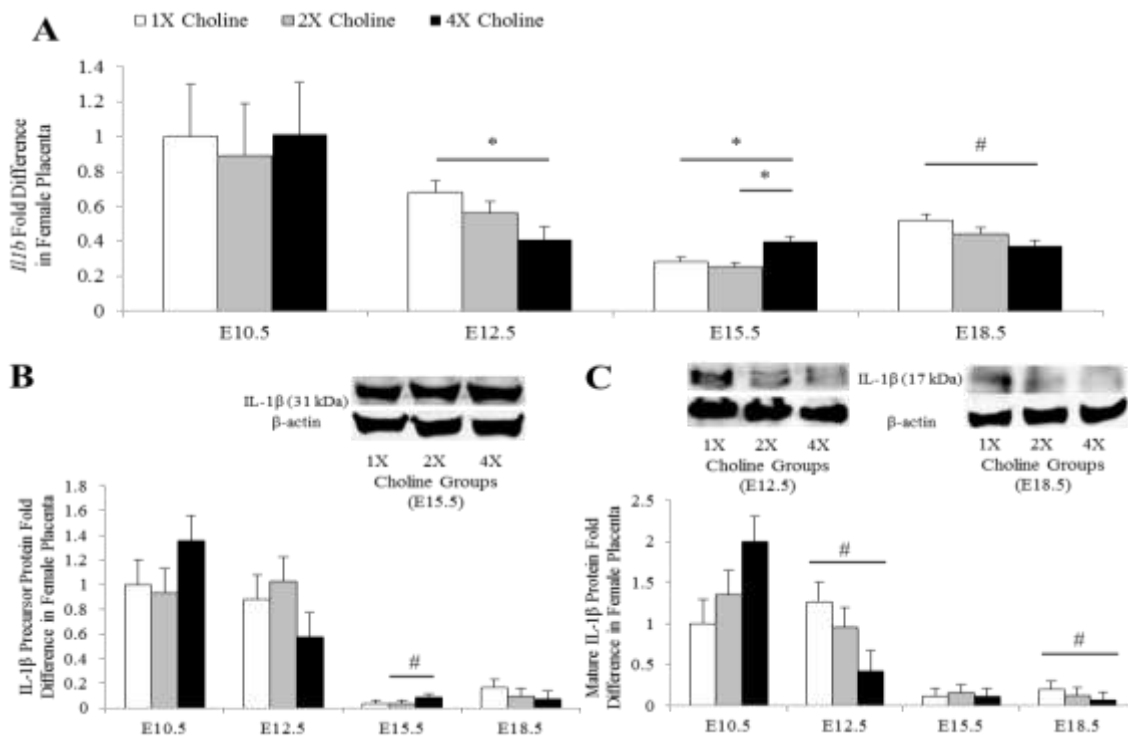 1X Choline 2X Choline 4X Choline
A
Il1b Fold Difference
in Female Placenta
1.4
1.2
1
0.8
0.6
0.4
0.2
0
*
*
*
#
E10.5 E12.5 E15.5 E18.5
B
IL-1β (31 kDa)
β-actin
1X 2X 4X
Choline Groups
(E15.5)
IL-1β Precursor Protein Fold
Difference in Female Placenta
1.8
1.6
1.4
1.2
1
0.8
0.6
0.4
0.2
0
#
E10.5 E12.5 E15.5 E18.5
C
IL-1β (17 kDa)
β-actin
1X 2X 4X
Choline Groups
(E12.5)
1X 2X 4X
Choline Groups
(E18.5)
Mature IL-1β Protein Fold
Difference in Female Placenta
2.5
2
1.5
1
0.5
0
#
#
E10.5 E12.5 E15.5 E18.5